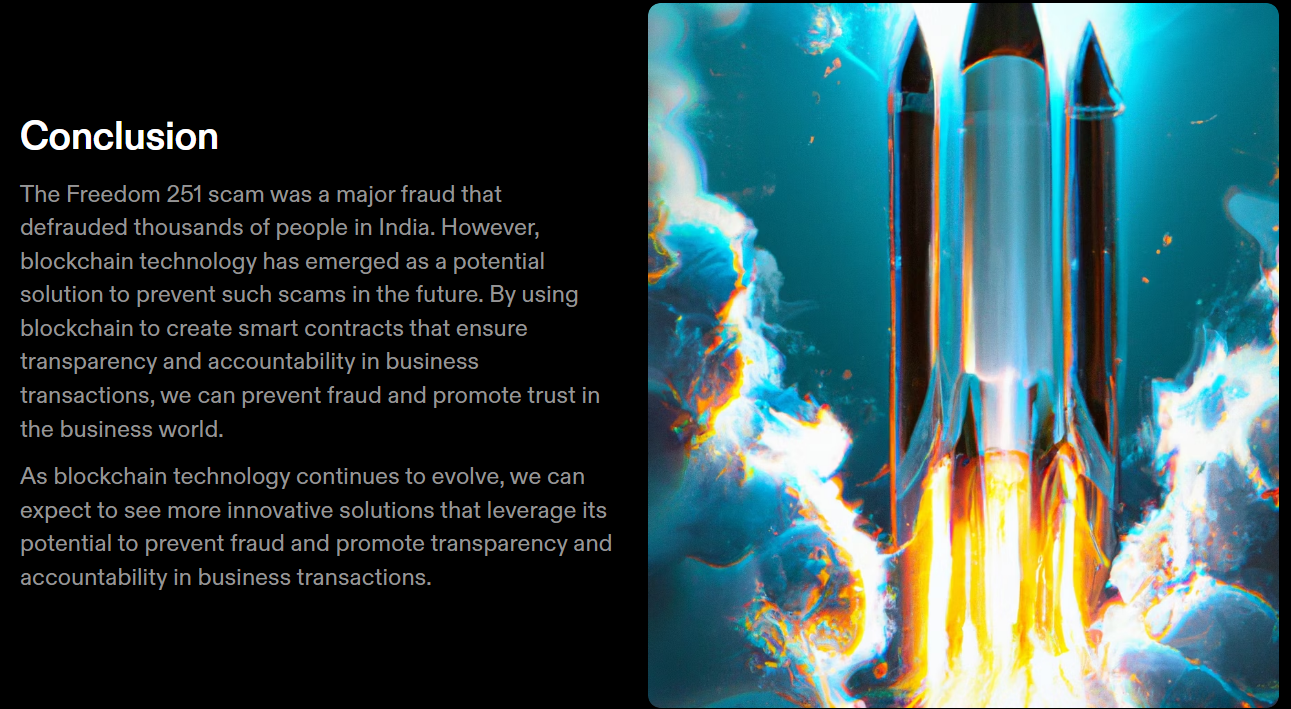 Conclusion
The Freedom 251 scam was a major fraud that
defrauded thousands of people in India. However,
blockchain technology has emerged as a potential
solution to prevent such scams in the future. By using
blockchain to create smart contracts that ensure
transparency and accountability in business
transactions, we can prevent fraud and promote trust in
the business world.
As blockchain technology continues to evolve, we can
expect to see more innovative solutions that leverage its
potential to prevent fraud and promote transparency and
accountability in business transactions.